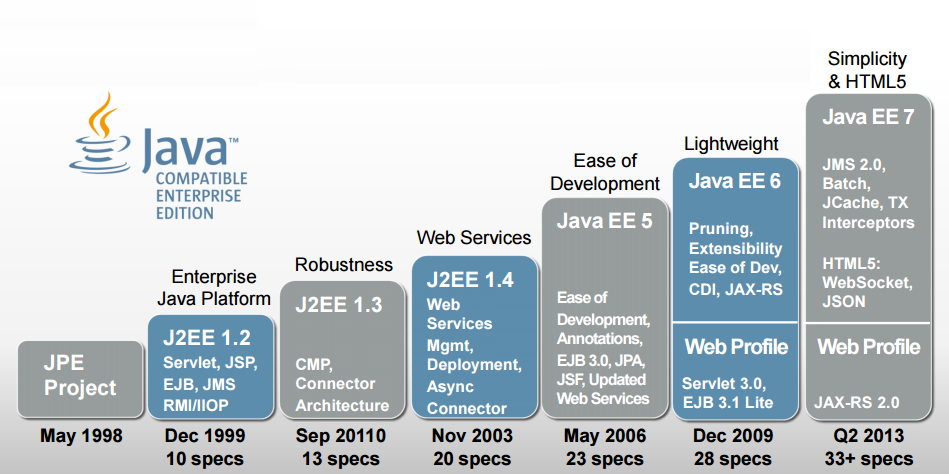 Java™
COMPATIBLE
ENTERPRISE
EDITION
JPE
Project
May 1998
Enterprise
Java Platform
J2EE 1.2
Servlet, JSP,
EJB, JMS
RMI/IIOP
Dec 1999
10 specs
Robustness
J2EE 1.3
CMP,
Connector
Architecture
Sep 20110
13 specs
Web Services
J2EE 1.4
Web
Services
Mgmt,
Deployment,
Async
Connector
Nov 2003
20 specs
Ease of
Development
Java EE 5
Ease of
Development,
Annotations,
EJB 3.0, JPA,
JSF, Updated
Web Services
May 2006
23 specs
Lightweight
Java EE 6
Pruning,
Extensibility
Ease of Dev,
CDI, JAX-RS
Web Profile
Servlet 3.0,
EJB 3.1 Lite
Dec 2009
28 specs
Simplicity
& HTML5
Java EE 7
JMS 2.0,
Batch,
JCache, TX
Interceptors
HTML5:
WebSocket,
JSON
Web Profile
JAX-RS 2.0
Q2 2013
33+ specs